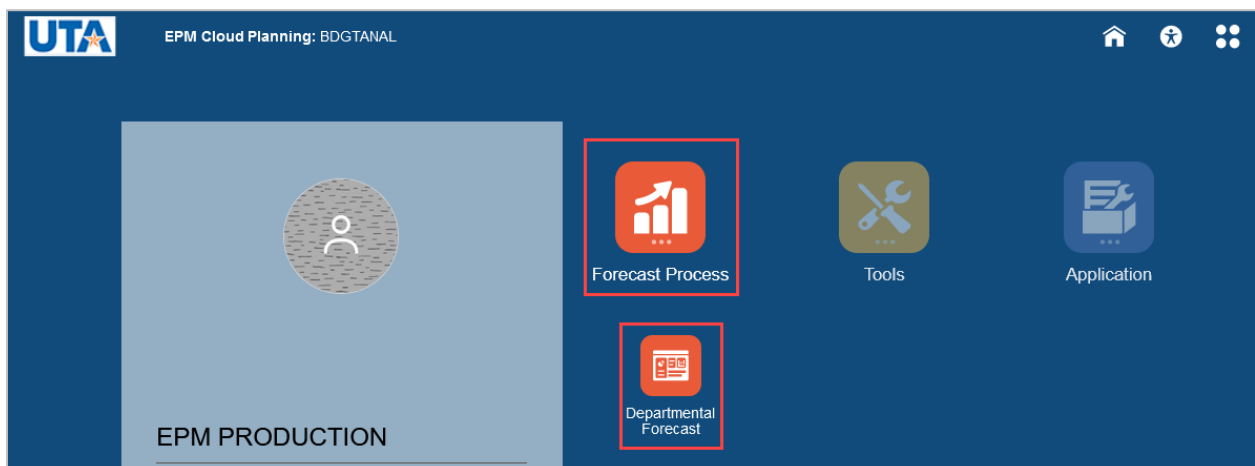 UTA
EPM Cloud Planning: BDGTANAL
Forecast Process
Tools
Application
Departmental
Forecast
EPM PRODUCTION